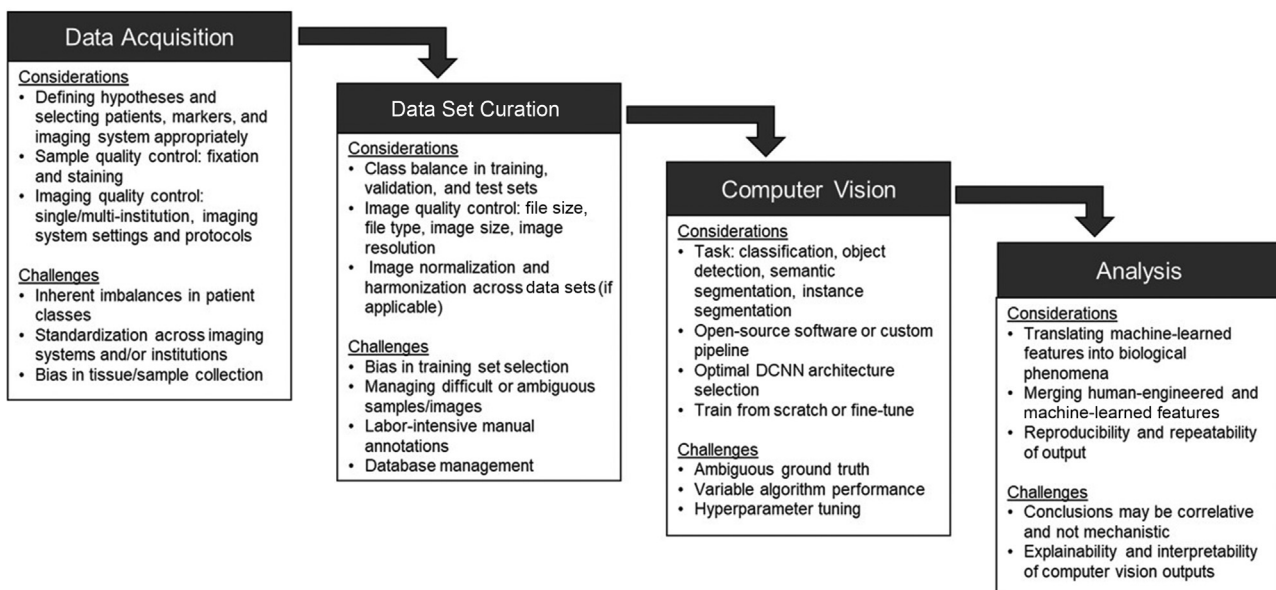 Data Acquisition
Considerations
• Defining hypotheses and
selecting patients, markers, and
imaging system appropriately
• Sample quality control: fixation
and staining
• Imaging quality control:
single/multi-institution, imaging
system settings and protocols
Challenges
• Inherent imbalances in patient
classes
• Standardization across imaging
systems and/or institutions
• Bias in tissue/sample collection
Data Set Curation
Considerations
• Class balance in training,
validation, and test sets
• Image quality control: file size,
file type, image size, image
resolution
• Image normalization and
harmonization across data sets (if
applicable)
Challenges
• Bias in training set selection
• Managing difficult or ambiguous
samples/images
• Labor-intensive manual
annotations
• Database management
Computer Vision
Considerations
• Task: classification, object
detection, semantic
segmentation, instance
segmentation
• Open-source software or custom
pipeline
• Optimal DCNN architecture
selection
• Train from scratch or fine-tune
Challenges
• Ambiguous ground truth
• Variable algorithm performance
• Hyperparameter tuning
Analysis
Considerations
• Translating machine-learned
features into biological
phenomena
• Merging human-engineered and
machine-learned features
• Reproducibility and repeatability
of output
Challenges
• Conclusions may be correlative
and not mechanistic
• Explainability and interpretability
of computer vision outputs